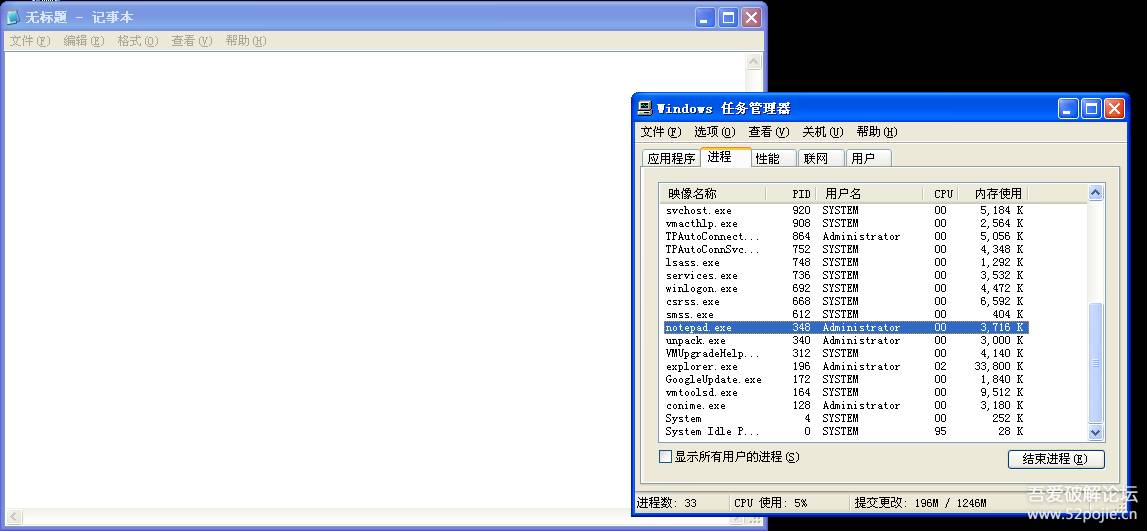 无标题 - 记事本
文件(F) 编辑(E) 格式(O) 查看(V) 帮助(H)
Windows 任务管理器
文件(F) 选项(O) 查看(V) 关机(U) 帮助(H)
应用程序 进程 性能 联网 用户
映像名称 PID 用户名 CPU 内存使用
svchost.exe 920 SYSTEM 00 5,184 K
vmacthlp.exe 908 SYSTEM 00 2,564 K
TPAutoConnect... 864 Administrator 00 5,056 K
TPAutoConnSvc... 752 SYSTEM 00 4,348 K
lsass.exe 748 SYSTEM 00 1,292 K
services.exe 736 SYSTEM 00 3,532 K
winlogon.exe 692 SYSTEM 00 4,472 K
csrss.exe 668 SYSTEM 00 6,592 K
smss.exe 612 SYSTEM 00 404 K
notepad.exe 348 Administrator 00 3,716 K
unpack.exe 340 Administrator 00 3,000 K
VMUpgradeHelp... 312 SYSTEM 00 4,140 K
explorer.exe 196 Administrator 02 33,800 K
GoogleUpdate.exe 172 SYSTEM 00 1,840 K
vmtoolsd.exe 164 SYSTEM 00 9,512 K
conime.exe 128 Administrator 00 3,180 K
System 4 SYSTEM 00 252 K
System Idle P... 0 SYSTEM 95 28 K
显示所有用户的进程(S)
结束进程(E)
进程数: 33 CPU 使用: 5% 提交更改: 196M / 1246M
吾爱破解论坛
www.52pojie.cn